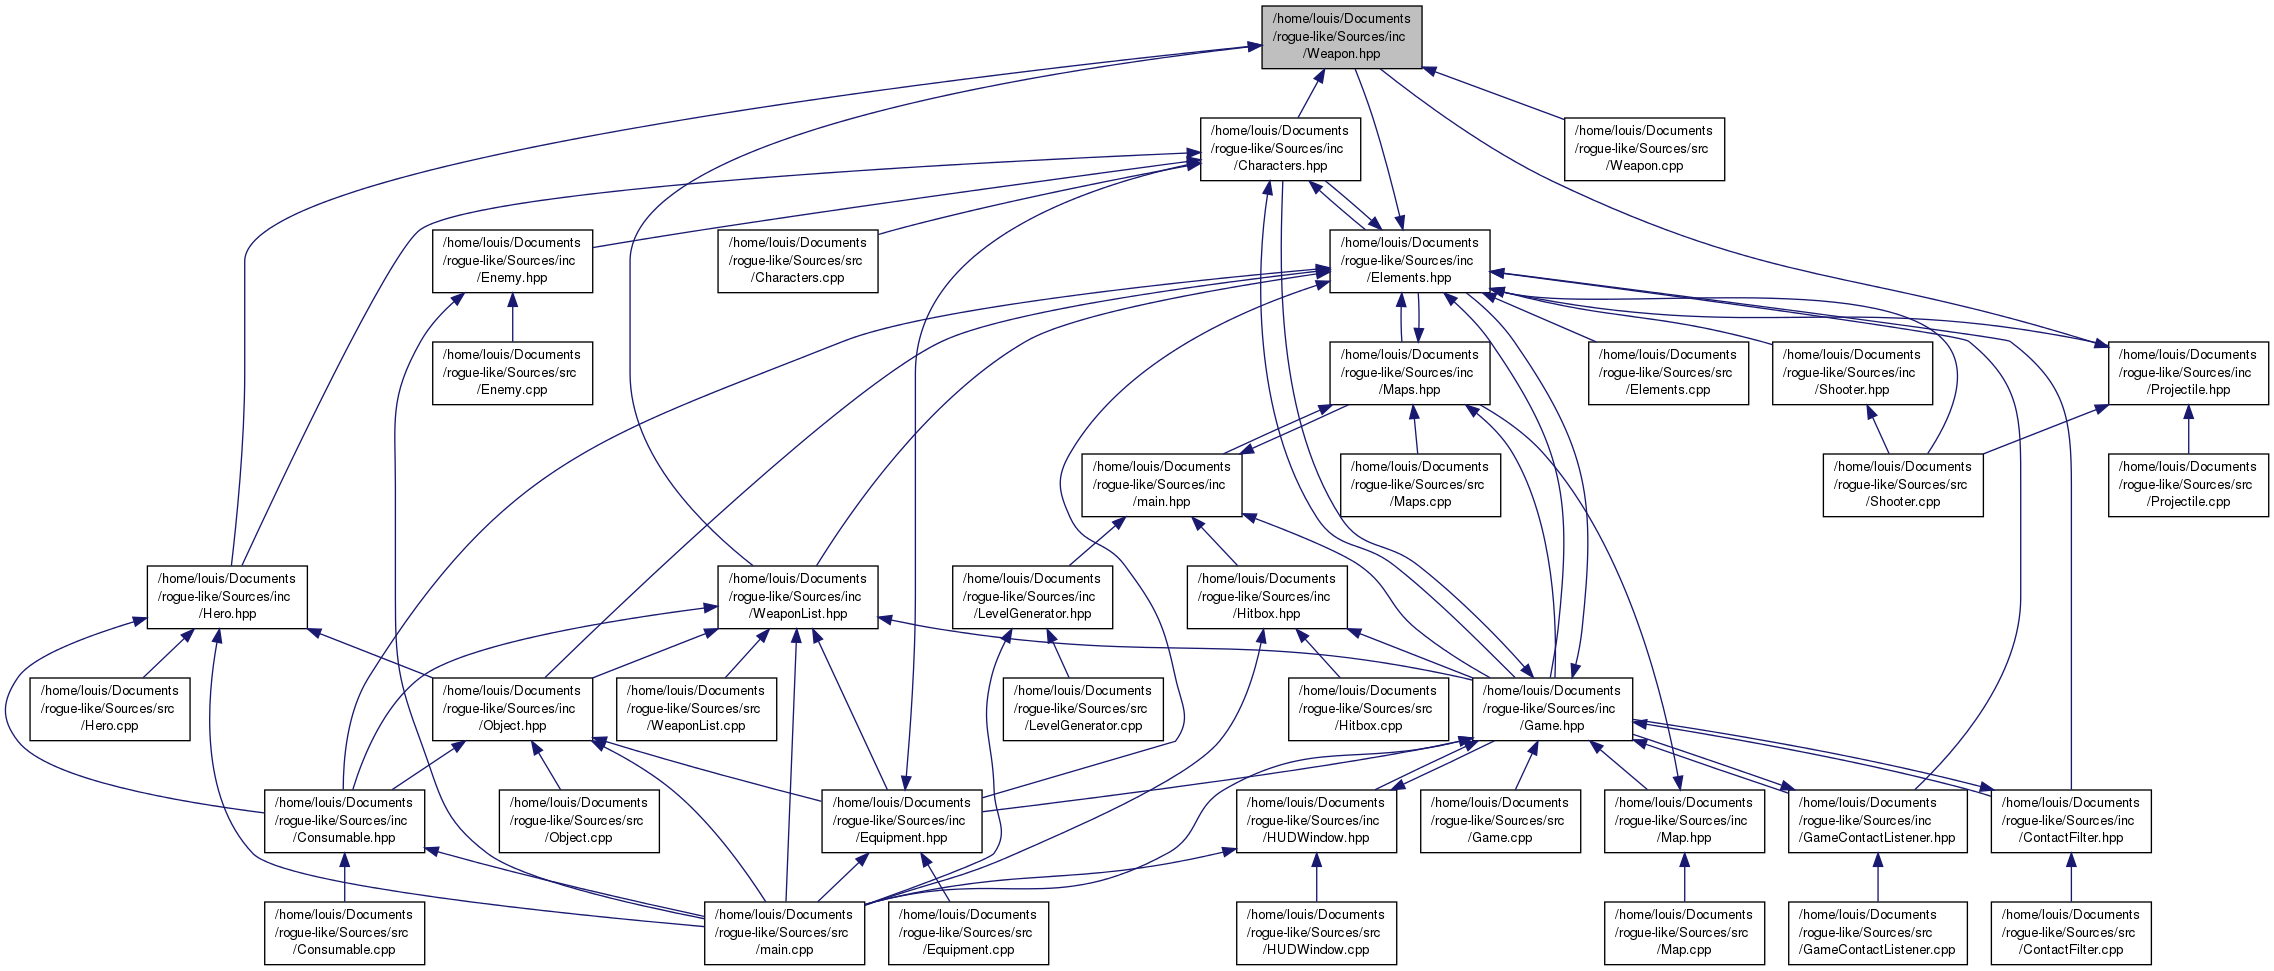 /home/louis/Documents
/rogue-like/Sources/inc
/Weapon.hpp
/home/louis/Documents
/rogue-like/Sources/inc
/Characters.hpp
/home/louis/Documents
/rogue-like/Sources/src
/Weapon.cpp
/home/louis/Documents
/rogue-like/Sources/inc
/Enemy.hpp
/home/louis/Documents
/rogue-like/Sources/src
/Characters.cpp
/home/louis/Documents
/rogue-like/Sources/inc
/Elements.hpp
/home/louis/Documents
/rogue-like/Sources/src
/Enemy.cpp
/home/louis/Documents
/rogue-like/Sources/inc
/Maps.hpp
/home/louis/Documents
/rogue-like/Sources/src
/Elements.cpp
/home/louis/Documents
/rogue-like/Sources/inc
/Shooter.hpp
/home/louis/Documents
/rogue-like/Sources/inc
/Projectile.hpp
/home/louis/Documents
/rogue-like/Sources/inc
/main.hpp
/home/louis/Documents
/rogue-like/Sources/src
/Maps.cpp
/home/louis/Documents
/rogue-like/Sources/src
/Shooter.cpp
/home/louis/Documents
/rogue-like/Sources/src
/Projectile.cpp
/home/louis/Documents
/rogue-like/Sources/inc
/Hero.hpp
/home/louis/Documents
/rogue-like/Sources/inc
/WeaponList.hpp
/home/louis/Documents
/rogue-like/Sources/inc
/LevelGenerator.hpp
/home/louis/Documents
/rogue-like/Sources/inc
/Hitbox.hpp
/home/louis/Documents
/rogue-like/Sources/src
/Hero.cpp
/home/louis/Documents
/rogue-like/Sources/inc
/Object.hpp
/home/louis/Documents
/rogue-like/Sources/src
/WeaponList.cpp
/home/louis/Documents
/rogue-like/Sources/src
/LevelGenerator.cpp
/home/louis/Documents
/rogue-like/Sources/src
/Hitbox.cpp
/home/louis/Documents
/rogue-like/Sources/inc
/Game.hpp
/home/louis/Documents
/rogue-like/Sources/inc
/Consumable.hpp
/home/louis/Documents
/rogue-like/Sources/src
/Object.cpp
/home/louis/Documents
/rogue-like/Sources/inc
/Equipment.hpp
/home/louis/Documents
/rogue-like/Sources/inc
/HUDWindow.hpp
/home/louis/Documents
/rogue-like/Sources/src
/Game.cpp
/home/louis/Documents
/rogue-like/Sources/inc
/Map.hpp
/home/louis/Documents
/rogue-like/Sources/inc
/GameContactListener.hpp
/home/louis/Documents
/rogue-like/Sources/inc
/ContactFilter.hpp
/home/louis/Documents
/rogue-like/Sources/src
/Consumable.cpp
/home/louis/Documents
/rogue-like/Sources/src
/main.cpp
/home/louis/Documents
/rogue-like/Sources/src
/Equipment.cpp
/home/louis/Documents
/rogue-like/Sources/src
/HUDWindow.cpp
/home/louis/Documents
/rogue-like/Sources/src
/Map.cpp
/home/louis/Documents
/rogue-like/Sources/src
/GameContactListener.cpp
/home/louis/Documents
/rogue-like/Sources/src
/ContactFilter.cpp